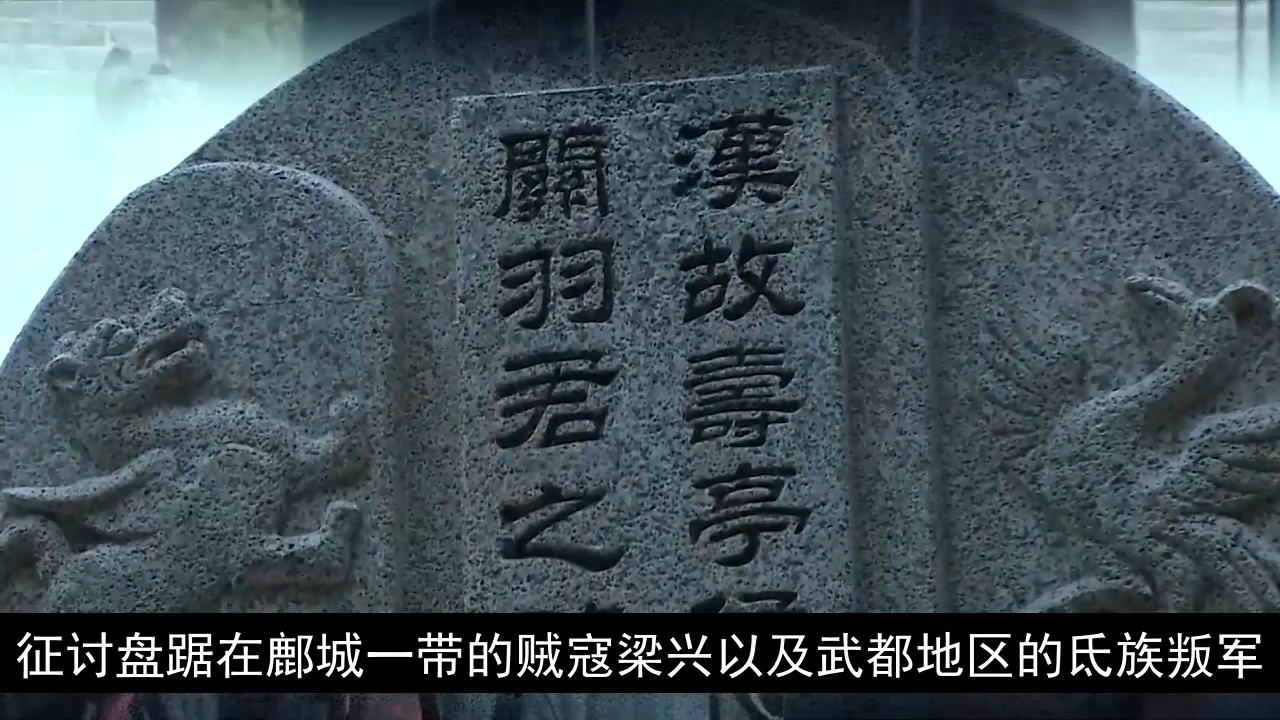 漢故壽亭
關羽君之
征讨盘踞在鄜城一带的贼寇梁兴以及武都地区的氐族叛军